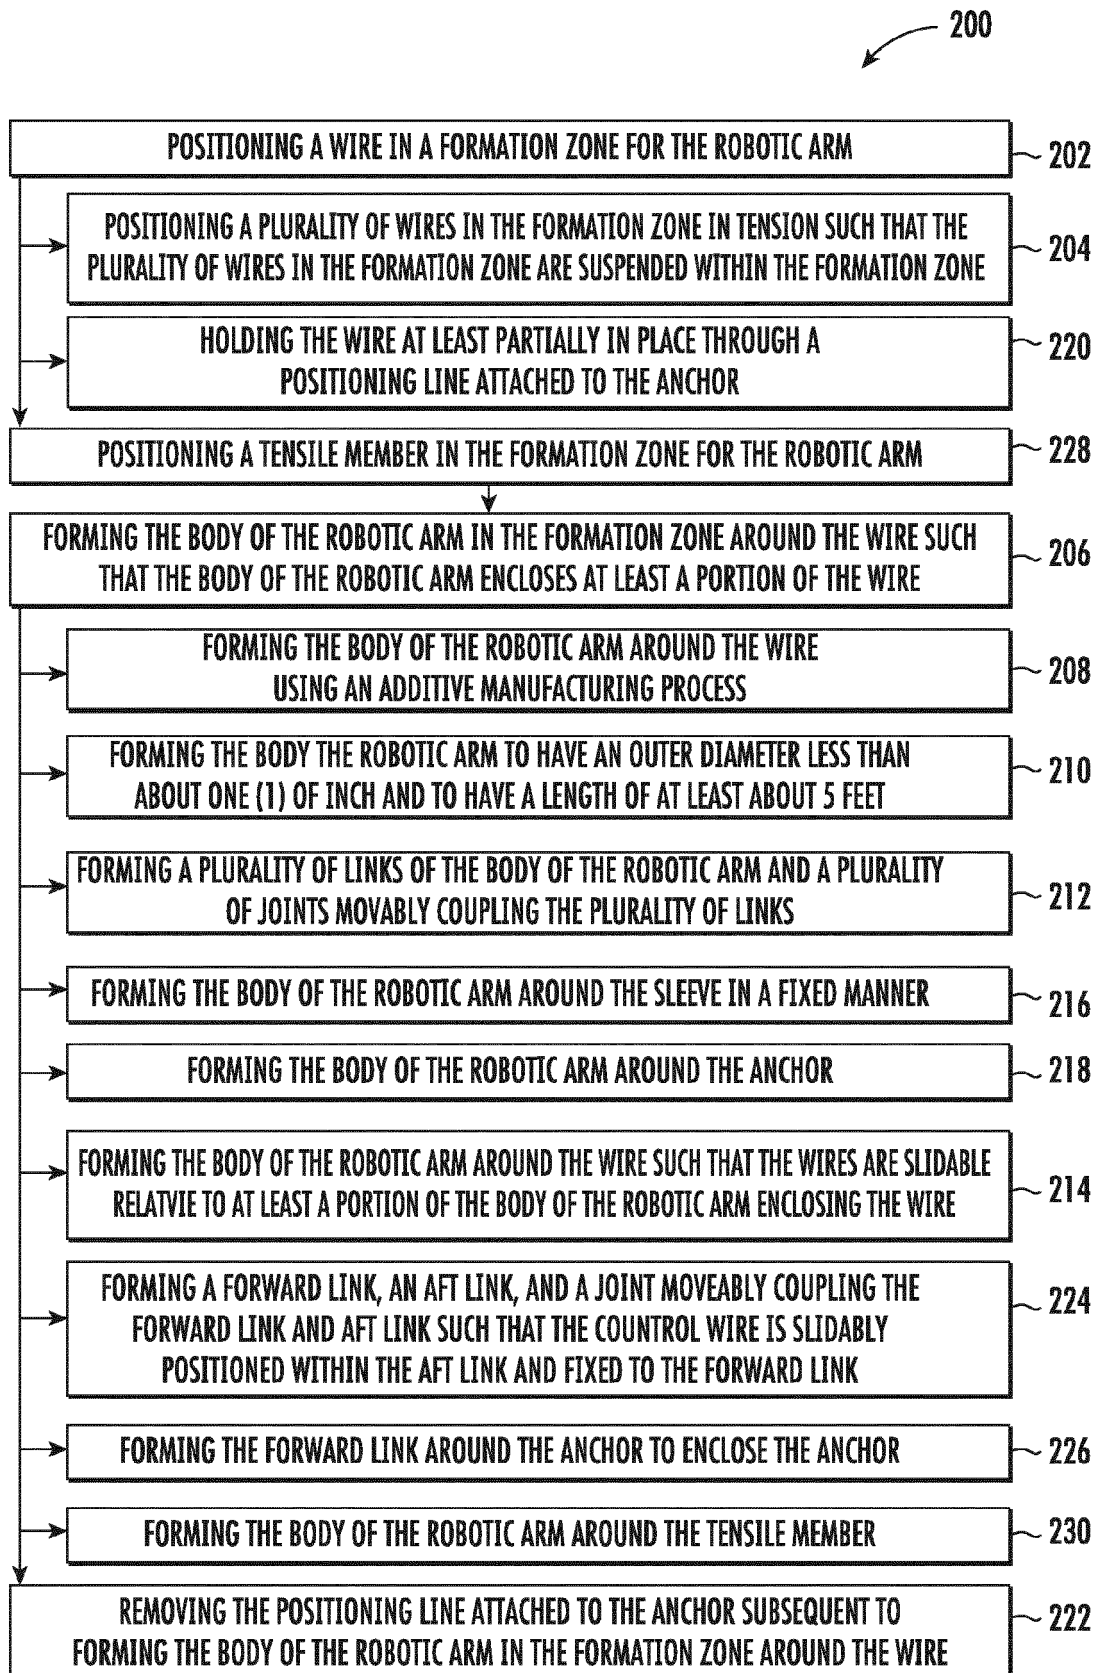 200
POSITIONING A WIRE IN A FORMATION ZONE FOR THE ROBOTIC ARM
202
POSITIONING A PLURALITY OF WIRES IN THE FORMATION ZONE IN TENSION SUCH THAT THE
PLURALITY OF WIRES IN THE FORMATION ZONE ARE SUSPENDED WITHIN THE FORMATION ZONE
204
HOLDING THE WIRE AT LEAST PARTIALLY IN PLACE THROUGH A
POSITIONING LINE ATTACHED TO THE ANCHOR
220
POSITIONING A TENSILE MEMBER IN THE FORMATION ZONE FOR THE ROBOTIC ARM
228
FORMING THE BODY OF THE ROBOTIC ARM IN THE FORMATION ZONE AROUND THE WIRE SUCH
THAT THE BODY OF THE ROBOTIC ARM ENCLOSES AT LEAST A PORTION OF THE WIRE
206
FORMING THE BODY OF THE ROBOTIC ARM AROUND THE WIRE
USING AN ADDITIVE MANUFACTURING PROCESS
208
FORMING THE BODY THE ROBOTIC ARM TO HAVE AN OUTER DIAMETER LESS THAN
ABOUT ONE (1) OF INCH AND TO HAVE A LENGTH OF AT LEAST ABOUT 5 FEET
210
FORMING A PLURALITY OF LINKS OF THE BODY OF THE ROBOTIC ARM AND A PLURALITY
OF JOINTS MOVABLY COUPLING THE PLURALITY OF LINKS
212
FORMING THE BODY OF THE ROBOTIC ARM AROUND THE SLEEVE IN A FIXED MANNER
216
FORMING THE BODY OF THE ROBOTIC ARM AROUND THE ANCHOR
218
FORMING THE BODY OF THE ROBOTIC ARM AROUND THE WIRE SUCH THAT THE WIRES ARE SLIDABLE
RELATVIE TO AT LEAST A PORTION OF THE BODY OF THE ROBOTIC ARM ENCLOSING THE WIRE
214
FORMING A FORWARD LINK, AN AFT LINK, AND A JOINT MOVEABLY COUPLING THE
FORWARD LINK AND AFT LINK SUCH THAT THE COUNTROL WIRE IS SLIDABLY
POSITIONED WITHIN THE AFT LINK AND FIXED TO THE FORWARD LINK
224
FORMING THE FORWARD LINK AROUND THE ANCHOR TO ENCLOSE THE ANCHOR
226
FORMING THE BODY OF THE ROBOTIC ARM AROUND THE TENSILE MEMBER
230
REMOVING THE POSITIONING LINE ATTACHED TO THE ANCHOR SUBSEQUENT TO
FORMING THE BODY OF THE ROBOTIC ARM IN THE FORMATION ZONE AROUND THE WIRE
222